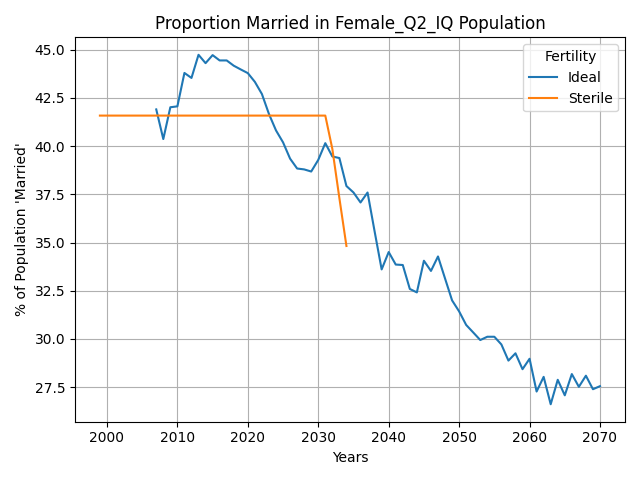 Proportion Married in Female_Q2_IQ Population
% of Population 'Married'
45.0
42.5
40.0
37.5
35.0
32.5
30.0
27.5
Fertility
Ideal
Sterile
2000 2010 2020 2030 2040 2050 2060 2070
Years